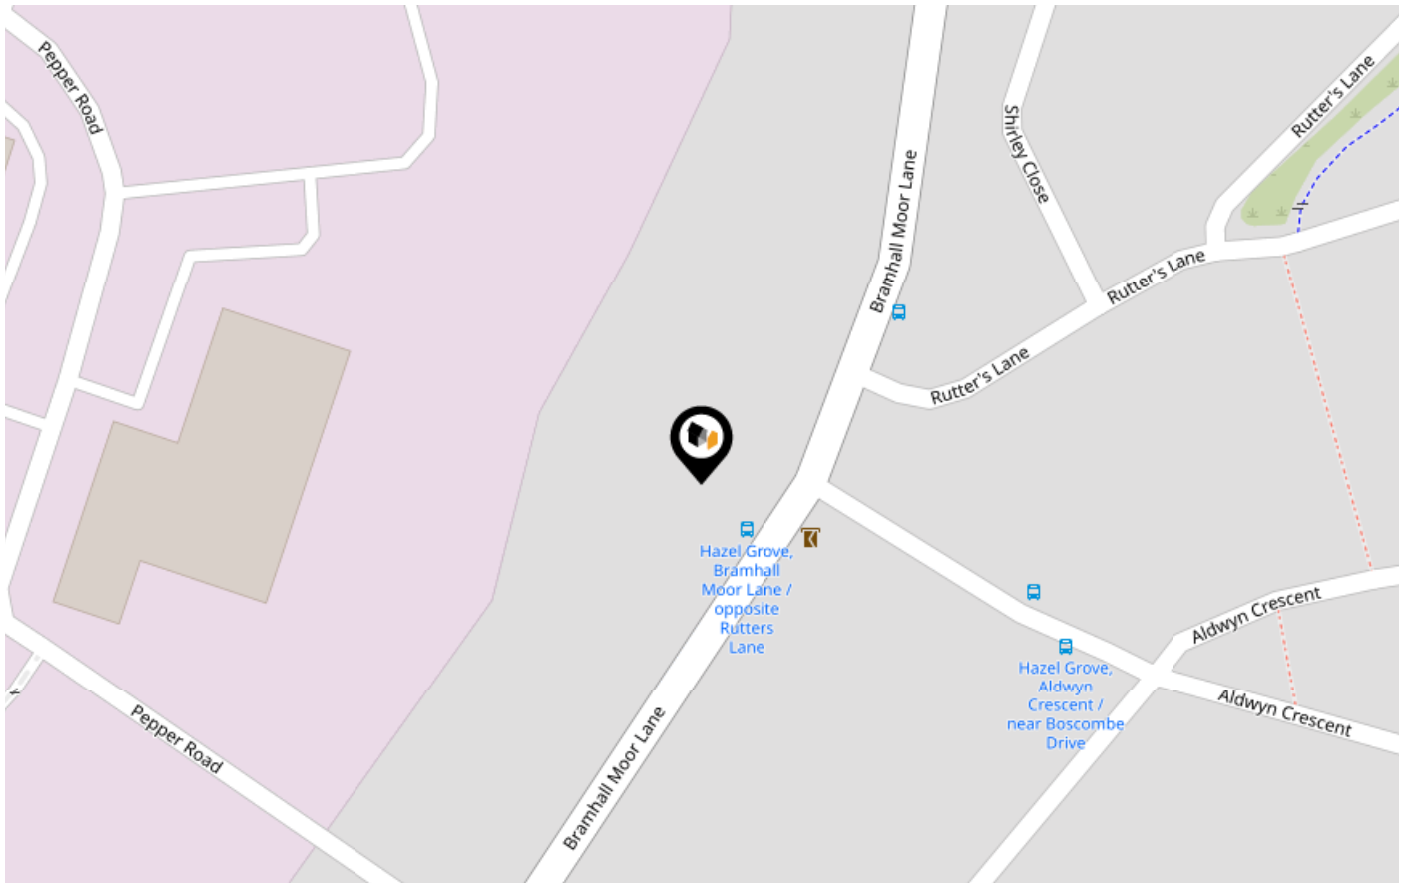 Pepper Road
Rutter's Lane
Shirley Close
Bramhall Moor Lane
Rutter's Lane
Rutter's Lane
Hazel Grove,
Bramhall
Moor Lane /
opposite
Rutters
Lane
Aldwyn Crescent
Hazel Grove,
Aldwyn
Crescent /
near Boscombe
Drive
Aldwyn Crescent
Pepper Road
Bramhall Moor Lane